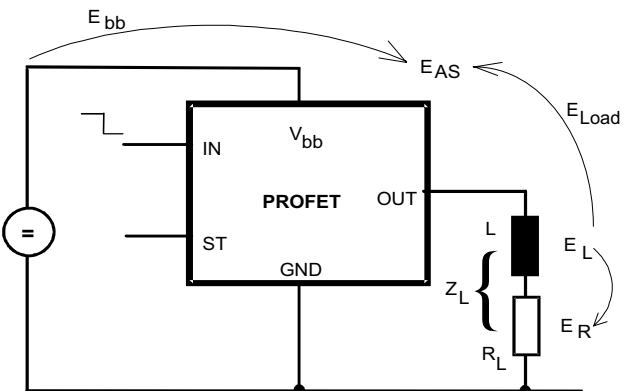 E bb
E AS
E Load
V bb
IN
PROFET
OUT
ST
GND
=
L
E L
Z L {
E R
R L